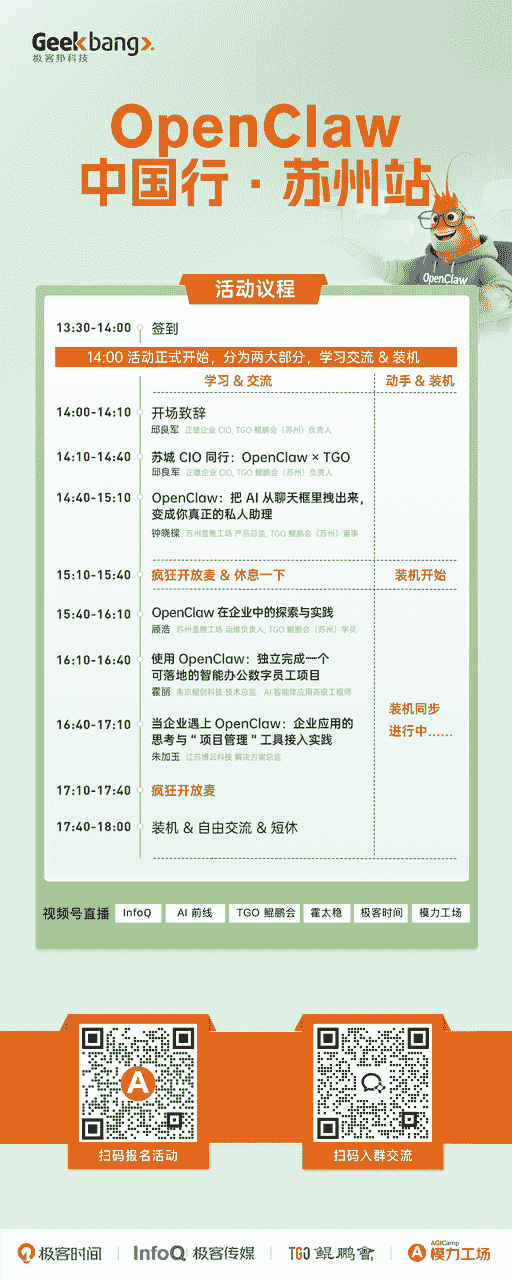 Geekbang>.
极客邦科技
OpenClaw
中国行·苏州站
OpenClaw
活动议程
13:30-14:00 签到
14:00 活动正式开始，分为两大部分，学习交流 & 装机
学习 & 交流 动手 & 装机
14:00-14:10 开场致辞
邱良军 正雄企业 CIO, TGO 鲲鹏会（苏州）负责人
14:10-14:40 苏城 CIO 同行：OpenClaw × TGO
邱良军 正雄企业 CIO, TGO 鲲鹏会（苏州）负责人
14:40-15:10 OpenClaw：把 AI 从聊天框里拽出来，
变成你真正的私人助理
钟晓樑 苏州盖雅工场 产品总监, TGO 鲲鹏会（苏州）董事
15:10-15:40 疯狂开放麦 & 休息一下 装机开始
15:40-16:10 OpenClaw 在企业中的探索与实践
顾浩 苏州盖雅工场 运维负责人, TGO 鲲鹏会（苏州）学员
16:10-16:40 使用 OpenClaw：独立完成一个
可落地的智能办公数字员工项目
霍丽 南京鲲创科技 技术总监、AI 智能体应用高级工程师
装机同步
进行中……
16:40-17:10 当企业遇上 OpenClaw：企业应用的
思考与“项目管理”工具接入实践
朱加玉 江苏博云科技 解决方案总监
17:10-17:40 疯狂开放麦
17:40-18:00 装机 & 自由交流 & 短休
视频号直播 InfoQ AI 前线 TGO 鲲鹏会 霍太稳 极客时间 模力工场
扫码报名活动 扫码入群交流
极客时间 InfoQ 极客传媒 TGO 鲲鹏會 AGICamp 模力工场